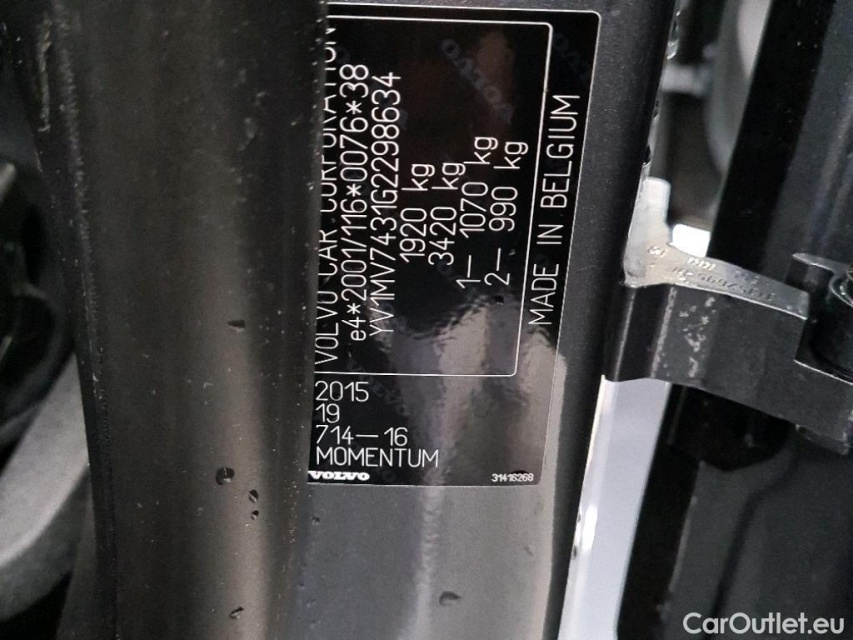 VOLVO CAR CORPORATION
e4*2001/116*0076*38
YV1MV7431G2298634
1920 kg
3420 kg
1— 1070 kg
2— 990 kg
MADE IN BELGIUM
2015
19
714—16
MOMENTUM
VOLVO
31416268
VOLVO
CarOutlet.eu